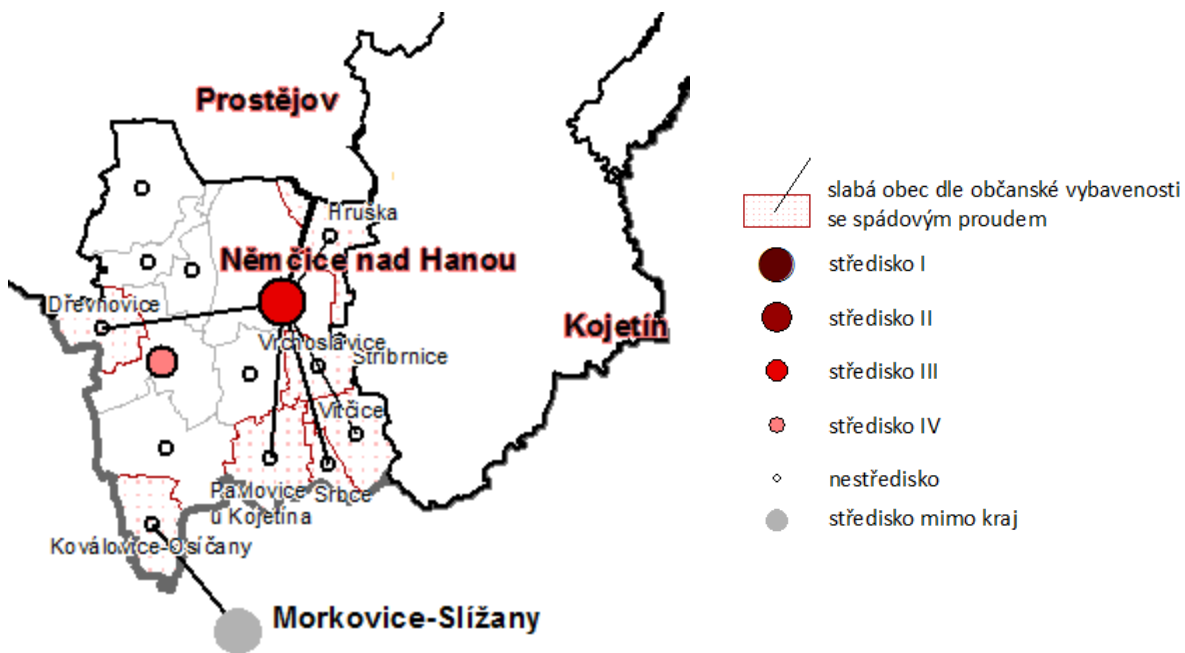 Prostějov
Hruška
Němčice nad Hanou
Dřevnovice
Vrchoslavice
Stříbrnice
Kojetín
Vitčice
Pavlovice
u Kojetína
Srbce
Koválovice-Osíčany
Morkovice-Slížany
slabá obec dle občanské vybavenosti
se spádovým proudem
středisko I
středisko II
středisko III
středisko IV
nestředisko
středisko mimo kraj